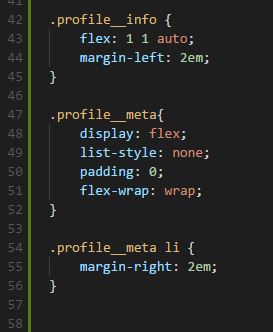 41
42 .profile__info {
43 flex: 1 1 auto;
44 margin-left: 2em;
45 }
46
47 .profile__meta{
48 display: flex;
49 list-style: none;
50 padding: 0;
51 flex-wrap: wrap;
52 }
53
54 .profile__meta li {
55 margin-right: 2em;
56 }
57
58